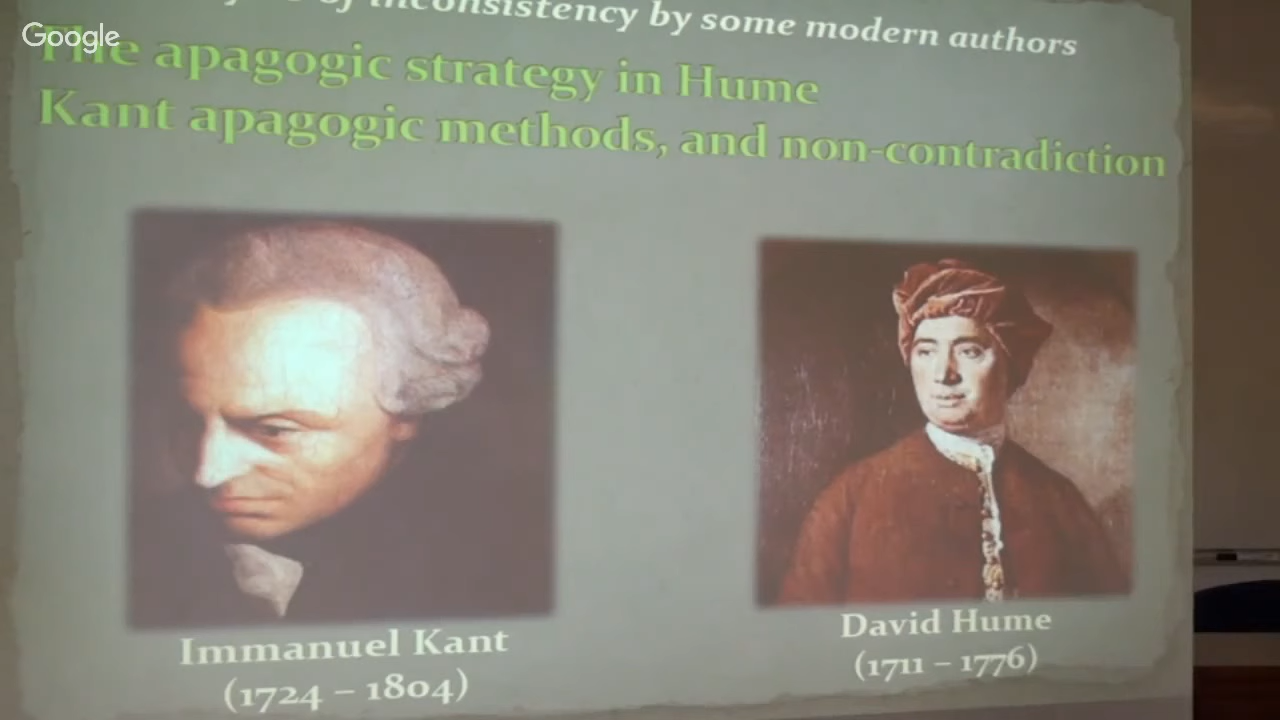 Google
of inconsistency by some modern authors
The apagogic strategy in Hume
Kant apagogic methods, and non-contradiction
Immanuel Kant
(1724 – 1804)
David Hume
(1711 – 1776)